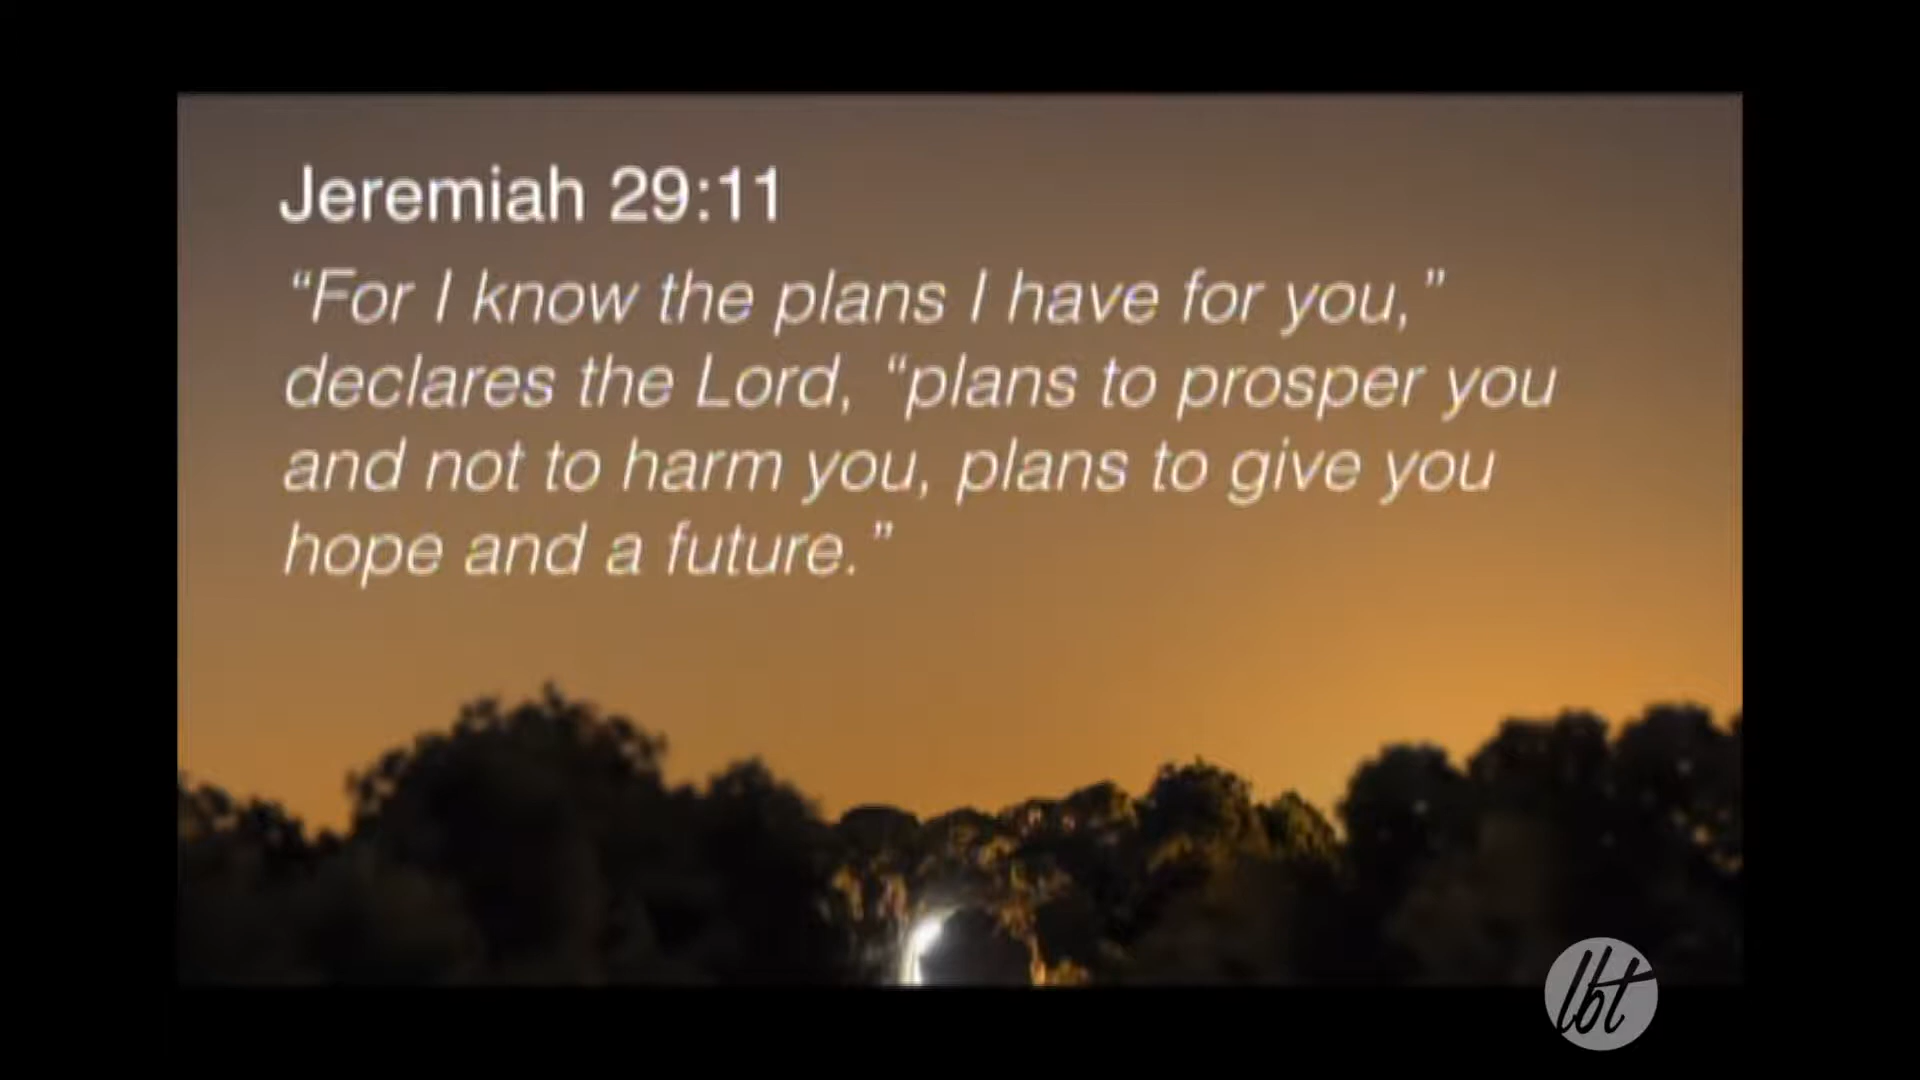 Jeremiah 29:11
“For I know the plans I have for you,”
declares the Lord, “plans to prosper you
and not to harm you, plans to give you
hope and a future.”
lbt